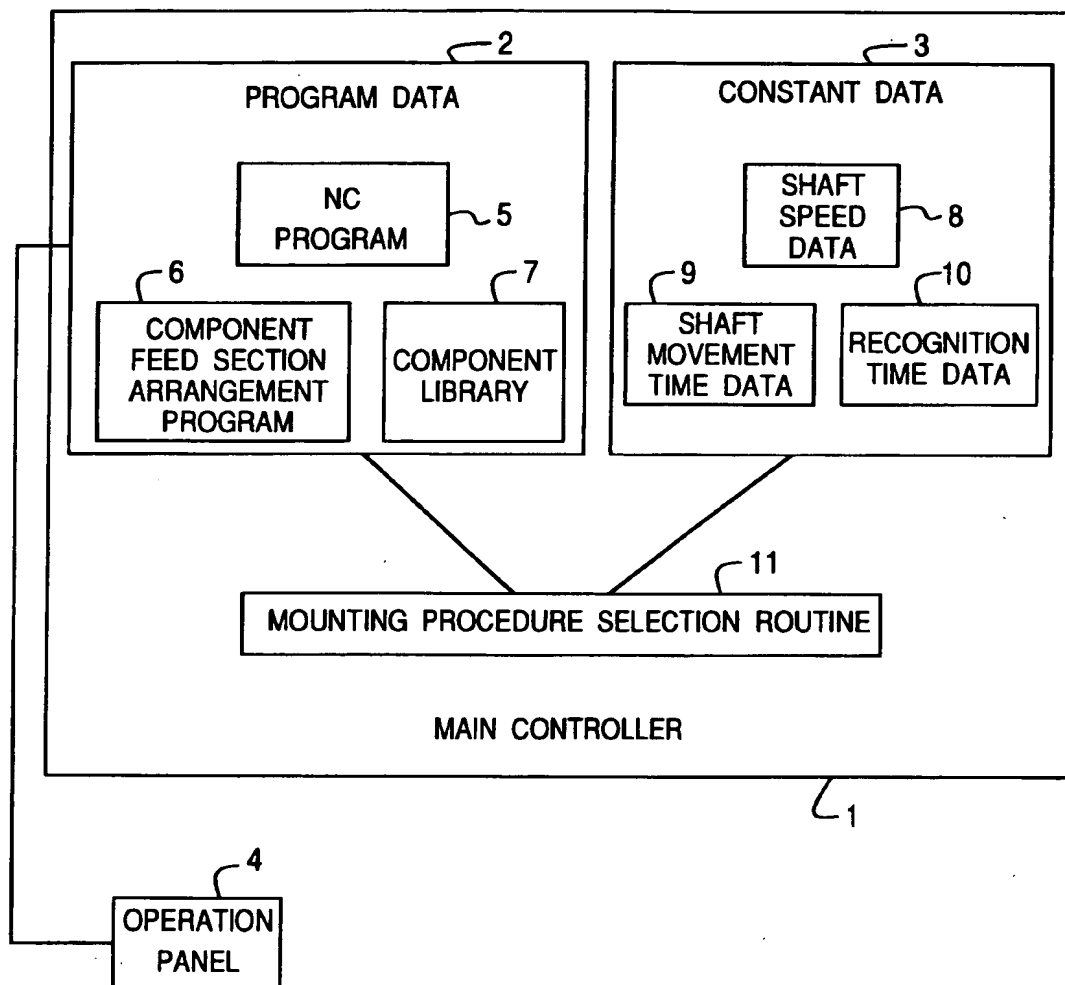 2
3
PROGRAM DATA
CONSTANT DATA
NC
PROGRAM
5
SHAFT
SPEED
DATA
8
6
COMPONENT
FEED SECTION
ARRANGEMENT
PROGRAM
7
COMPONENT
LIBRARY
9
SHAFT
MOVEMENT
TIME DATA
10
RECOGNITION
TIME DATA
11
MOUNTING PROCEDURE SELECTION ROUTINE
MAIN CONTROLLER
1
4
OPERATION
PANEL